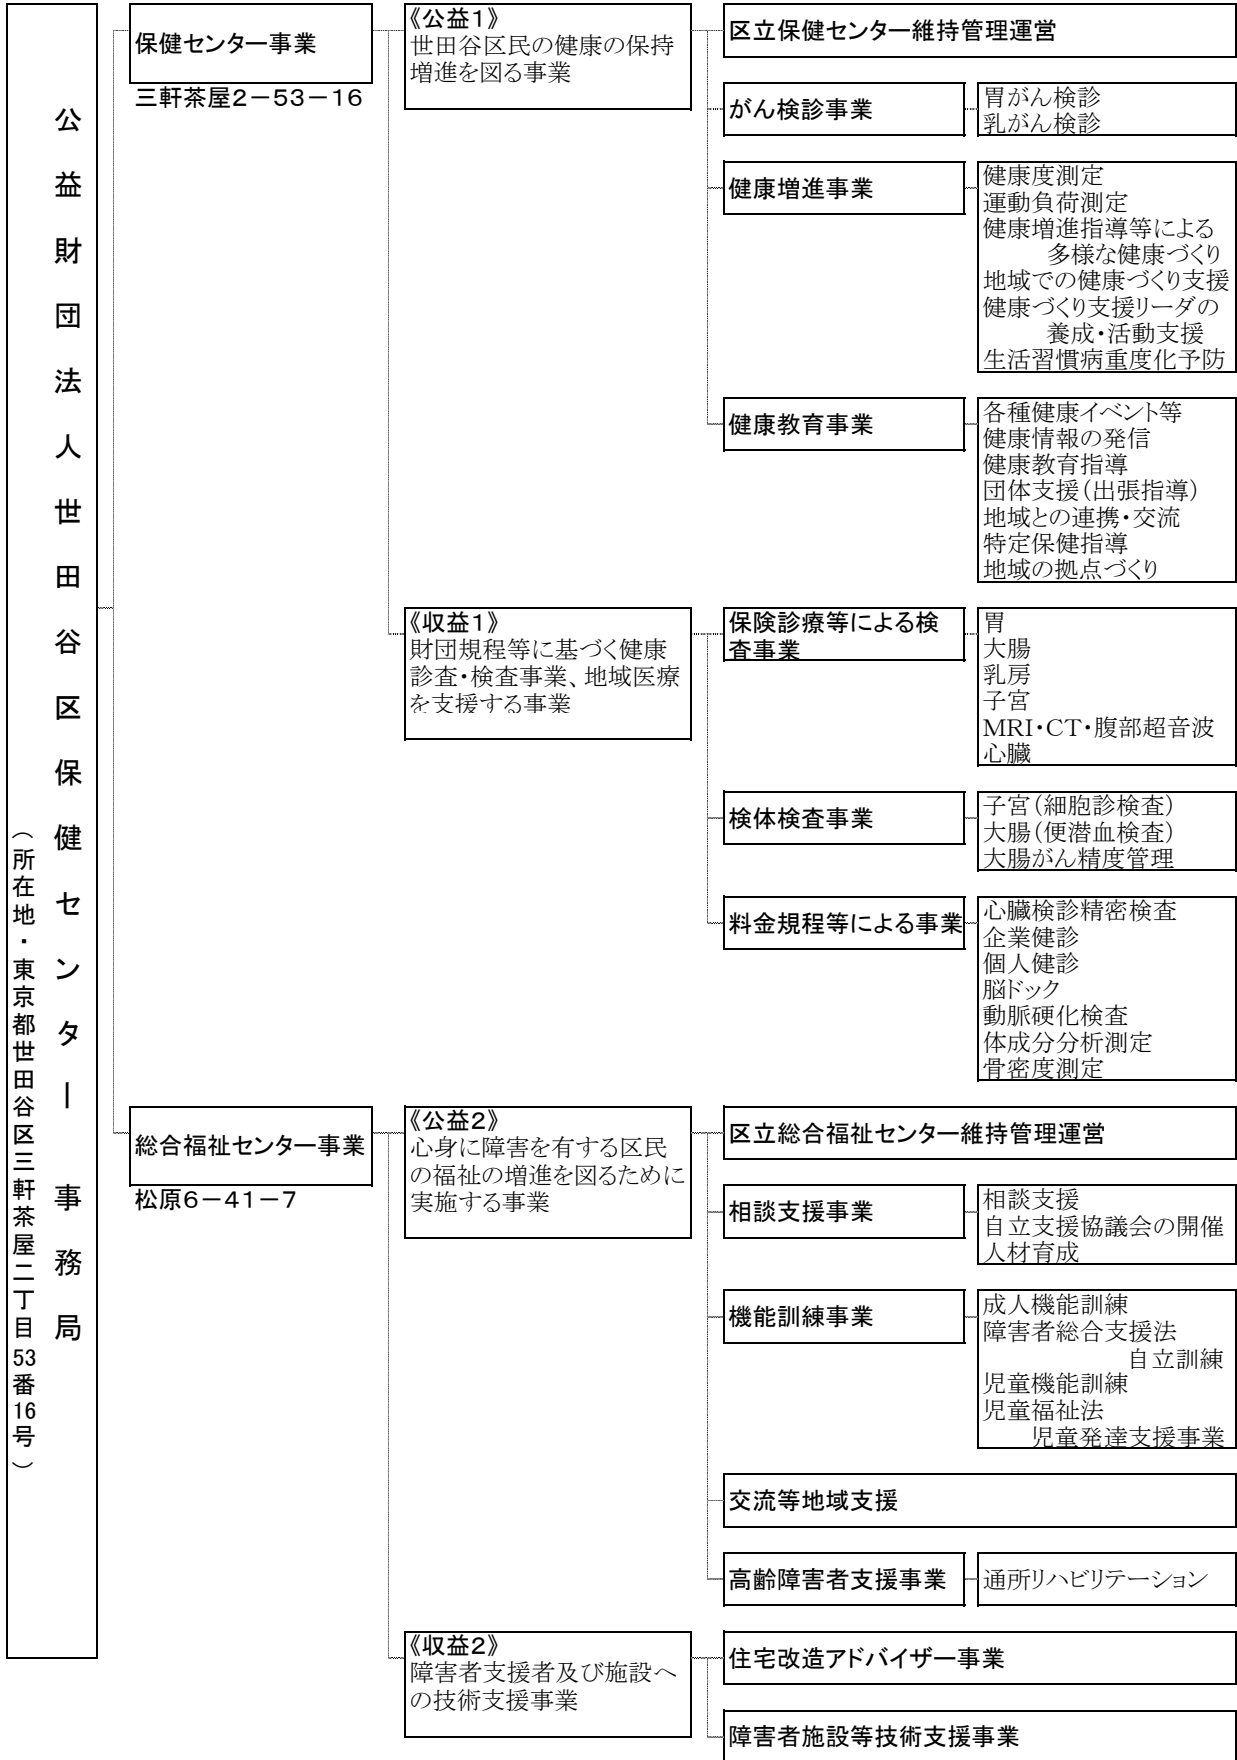 公益財団法人世田谷区保健センター 事務局
（所在地・東京都世田谷区三軒茶屋二丁目53番16号）
保健センター事業
三軒茶屋2－53－16
《公益1》
世田谷区民の健康の保持
増進を図る事業
区立保健センター維持管理運営
がん検診事業
胃がん検診
乳がん検診
健康増進事業
健康度測定
運動負荷測定
健康増進指導等による
多様な健康づくり
地域での健康づくり支援
健康づくり支援リーダの
養成・活動支援
生活習慣病重度化予防
健康教育事業
各種健康イベント等
健康情報の発信
健康教育指導
団体支援（出張指導）
地域との連携・交流
特定保健指導
地域の拠点づくり
《収益1》
財団規程等に基づく健康
診査・検査事業、地域医療
を支援する事業
保険診療等による検
査事業
胃
大腸
乳房
子宮
MRI・CT・腹部超音波
心臓
検体検査事業
子宮（細胞診検査）
大腸（便潜血検査）
大腸がん精度管理
料金規程等による事業
心臓検診精密検査
企業健診
個人健診
脳ドック
動脈硬化検査
体成分分析測定
骨密度測定
総合福祉センター事業
松原6－41－7
《公益2》
心身に障害を有する区民
の福祉の増進を図るために
実施する事業
区立総合福祉センター維持管理運営
相談支援事業
相談支援
自立支援協議会の開催
人材育成
機能訓練事業
成人機能訓練
障害者総合支援法
自立訓練
児童機能訓練
児童福祉法
児童発達支援事業
交流等地域支援
高齢障害者支援事業
通所リハビリテーション
《収益2》
障害者支援者及び施設へ
の技術支援事業
住宅改造アドバイザー事業
障害者施設等技術支援事業